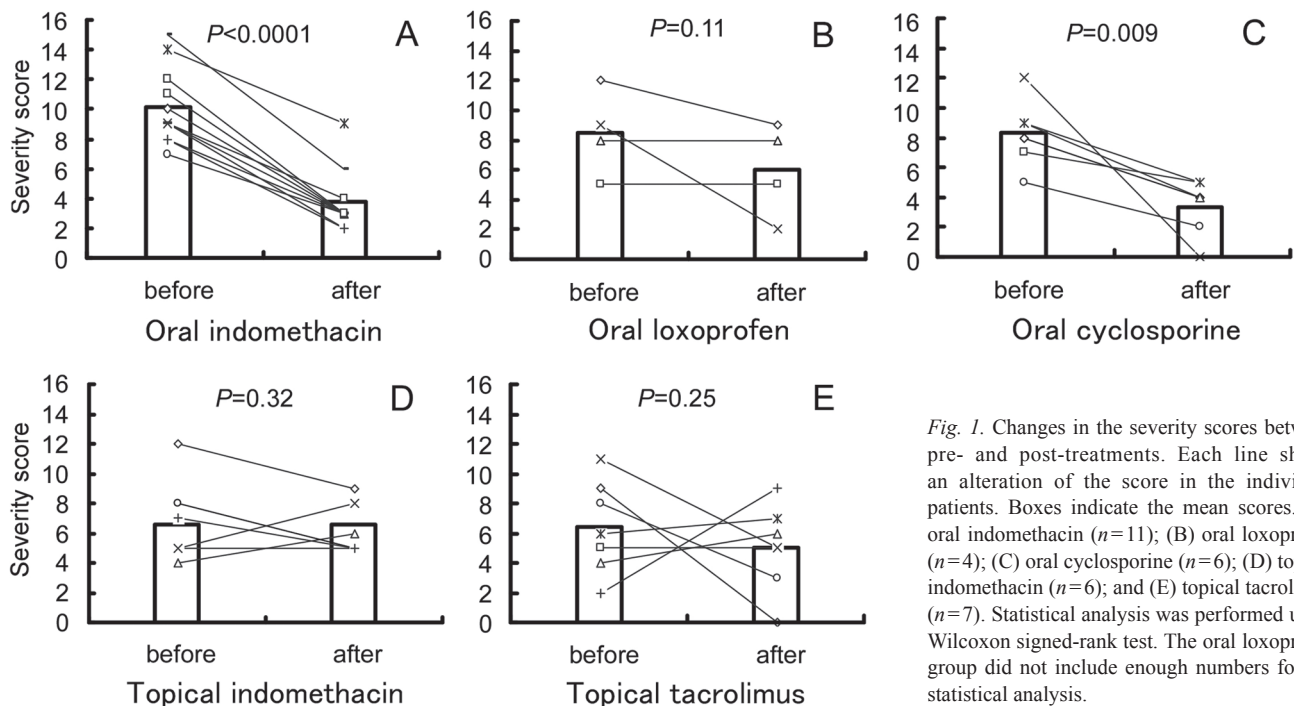 P<0.0001
A
P=0.11
B
P=0.009
C
Severity score
16
14
12
10
8
6
4
2
0
16
14
12
10
8
6
4
2
0
16
14
12
10
8
6
4
2
0
before after
before after
before after
Oral indomethacin
Oral loxoprofen
Oral cyclosporine
P=0.32
D
P=0.25
E
Severity score
16
14
12
10
8
6
4
2
0
16
14
12
10
8
6
4
2
0
before after
before after
Topical indomethacin
Topical tacrolimus
Fig. 1. Changes in the severity scores betw
pre- and post-treatments. Each line sh
an alteration of the score in the indivi
patients. Boxes indicate the mean scores.
oral indomethacin (n=11); (B) oral loxopr
(n=4); (C) oral cyclosporine (n=6); (D) to
indomethacin (n=6); and (E) topical tacrol
(n=7). Statistical analysis was performed u
Wilcoxon signed-rank test. The oral loxopr
group did not include enough numbers fo
statistical analysis.